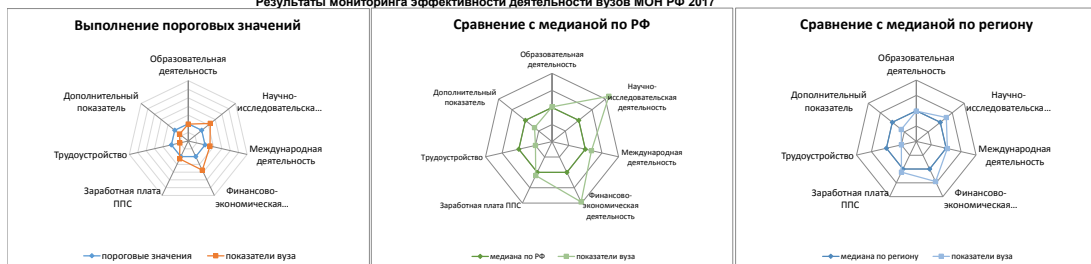 Результаты мониторинга эффективности деятельности вузов МОН РФ 2017
Выполнение пороговых значений
Образовательная
деятельность
Научно-
исследовательска...
Международная
деятельность
Финансово-
экономическая...
Заработная плата
ППС
Трудоустройство
Дополнительный
показатель
пороговые значения
показатели вуза
Сравнение с медианой по РФ
Образовательная
деятельность
Научно-
исследовательская
деятельность
Международная
деятельность
Финансово-
экономическая
деятельность
Заработная плата ППС
Трудоустройство
Дополнительный
показатель
медиана по РФ
показатели вуза
Сравнение с медианой по региону
Образовательная
деятельность
Научно-
исследовательска...
Международная
деятельность
Финансово-
экономическая...
Заработная плата
ППС
Трудоустройство
Дополнительный
показатель
медиана по региону
показатели вуза